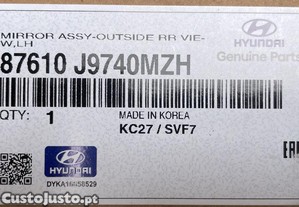 MIRROR ASSY-OUTSIDE RR VIE-
W,LH
HYUNDAI
Genuine Parts
87610 J9740MZH
QTY: 1
MADE IN KOREA
KC27 / SVF7
HYUNDAI
EAC
CustoJusto.pt